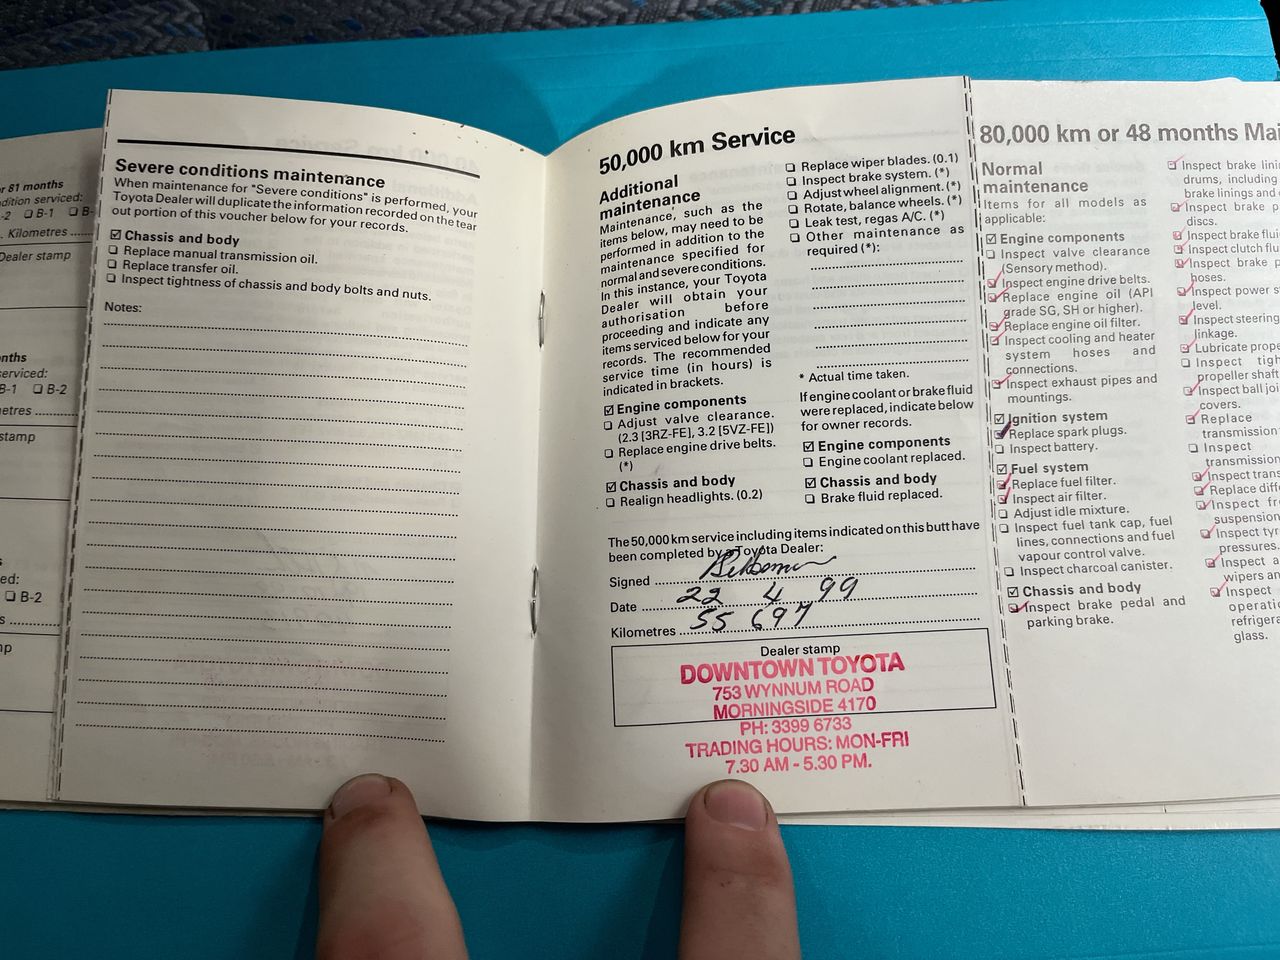 or 81 months
dition serviced:
-2 ❑ B-1 ❑ B-
Kilometres
Dealer stamp
nths
serviced:
B-1 ❑ B-2
metres
stamp
s
ed:
❑ B-2
s
mp
Severe conditions maintenance
When maintenance for "Severe conditions" is performed, your
Toyota Dealer will duplicate the information recorded on the tear
out portion of this voucher below for your records.
☑ Chassis and body
❑ Replace manual transmission oil.
❑ Replace transfer oil.
❑ Inspect tightness of chassis and body bolts and nuts.
Notes:
50,000 km Service
Additional
maintenance
Maintenance, such as the
items below, may need to be
performed in addition to the
maintenance specified for
normal and severe conditions.
In this instance, your Toyota
Dealer will obtain your
authorisation before
proceeding and indicate any
items serviced below for your
records. The recommended
service time (in hours) is
indicated in brackets.
☑ Engine components
❑ Adjust valve clearance.
(2.3 [3RZ-FE], 3.2 [5VZ-FE])
❑ Replace engine drive belts.
(*)
☑ Chassis and body
❑ Realign headlights. (0.2)
❑ Replace wiper blades. (0.1)
❑ Inspect brake system. (*)
❑ Adjust wheel alignment. (*)
❑ Rotate, balance wheels. (*)
❑ Leak test, regas A/C. (*)
❑ Other maintenance as
required (*):
* Actual time taken.
If engine coolant or brake fluid
were replaced, indicate below
for owner records.
☑ Engine components
❑ Engine coolant replaced.
☑ Chassis and body
❑ Brake fluid replaced.
The 50,000 km service including items indicated on this butt have
been completed by a Toyota Dealer:
Signed
Date 22 4 99
Kilometres 55 697
Dealer stamp
DOWNTOWN TOYOTA
753 WYNNUM ROAD
MORNINGSIDE 4170
PH: 3399 6733
TRADING HOURS: MON-FRI
7.30 AM - 5.30 PM.
80,000 km or 48 months Mai
Normal
maintenance
Items for all models as
applicable:
☑ Engine components
❑ Inspect valve clearance
(Sensory method).
Inspect engine drive belts.
Replace engine oil (API
grade SG, SH or higher).
Replace engine oil filter.
Inspect cooling and heater
system hoses and
connections.
Inspect exhaust pipes and
mountings.
☑ Ignition system
Replace spark plugs.
❑ Inspect battery.
☑ Fuel system
Replace fuel filter.
Inspect air filter.
❑ Adjust idle mixture.
❑ Inspect fuel tank cap, fuel
lines, connections and fuel
vapour control valve.
❑ Inspect charcoal canister.
☑ Chassis and body
Inspect brake pedal and
parking brake.
Inspect brake lini
drums, including
brake linings and
Inspect brake p
discs.
Inspect brake flui
Inspect clutch flu
Inspect brake p
hoses.
Inspect power s
level.
Inspect steering
linkage.
Lubricate prope
❑ Inspect tigh
propeller shaft
Inspect ball joi
covers.
Replace
transmission
❑ Inspect
transmission
Inspect trans
Replace diffe
Inspect fro
suspension
Inspect tyr
pressures.
Inspect a
wipers an
Inspect
operati
refrigera
glass.